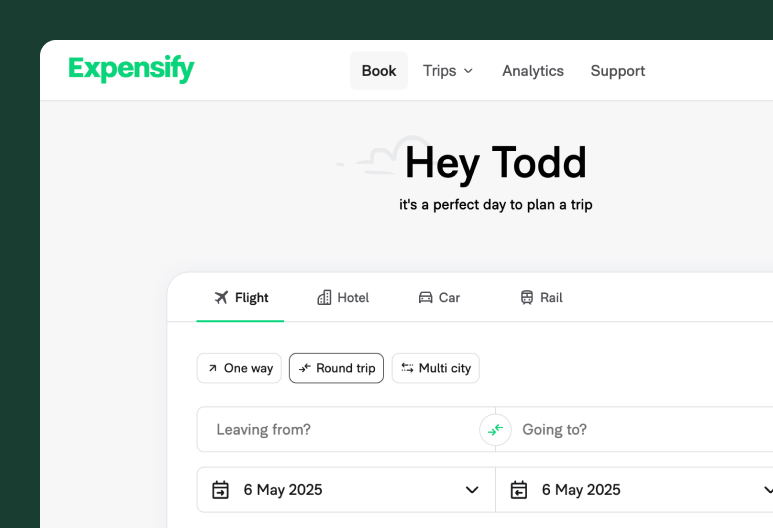 Expensify Book Trips Analytics Support
Hey Todd
it's a perfect day to plan a trip
Flight Hotel Car Rail
One way Round trip Multi city
Leaving from? Going to?
6 May 2025 6 May 2025